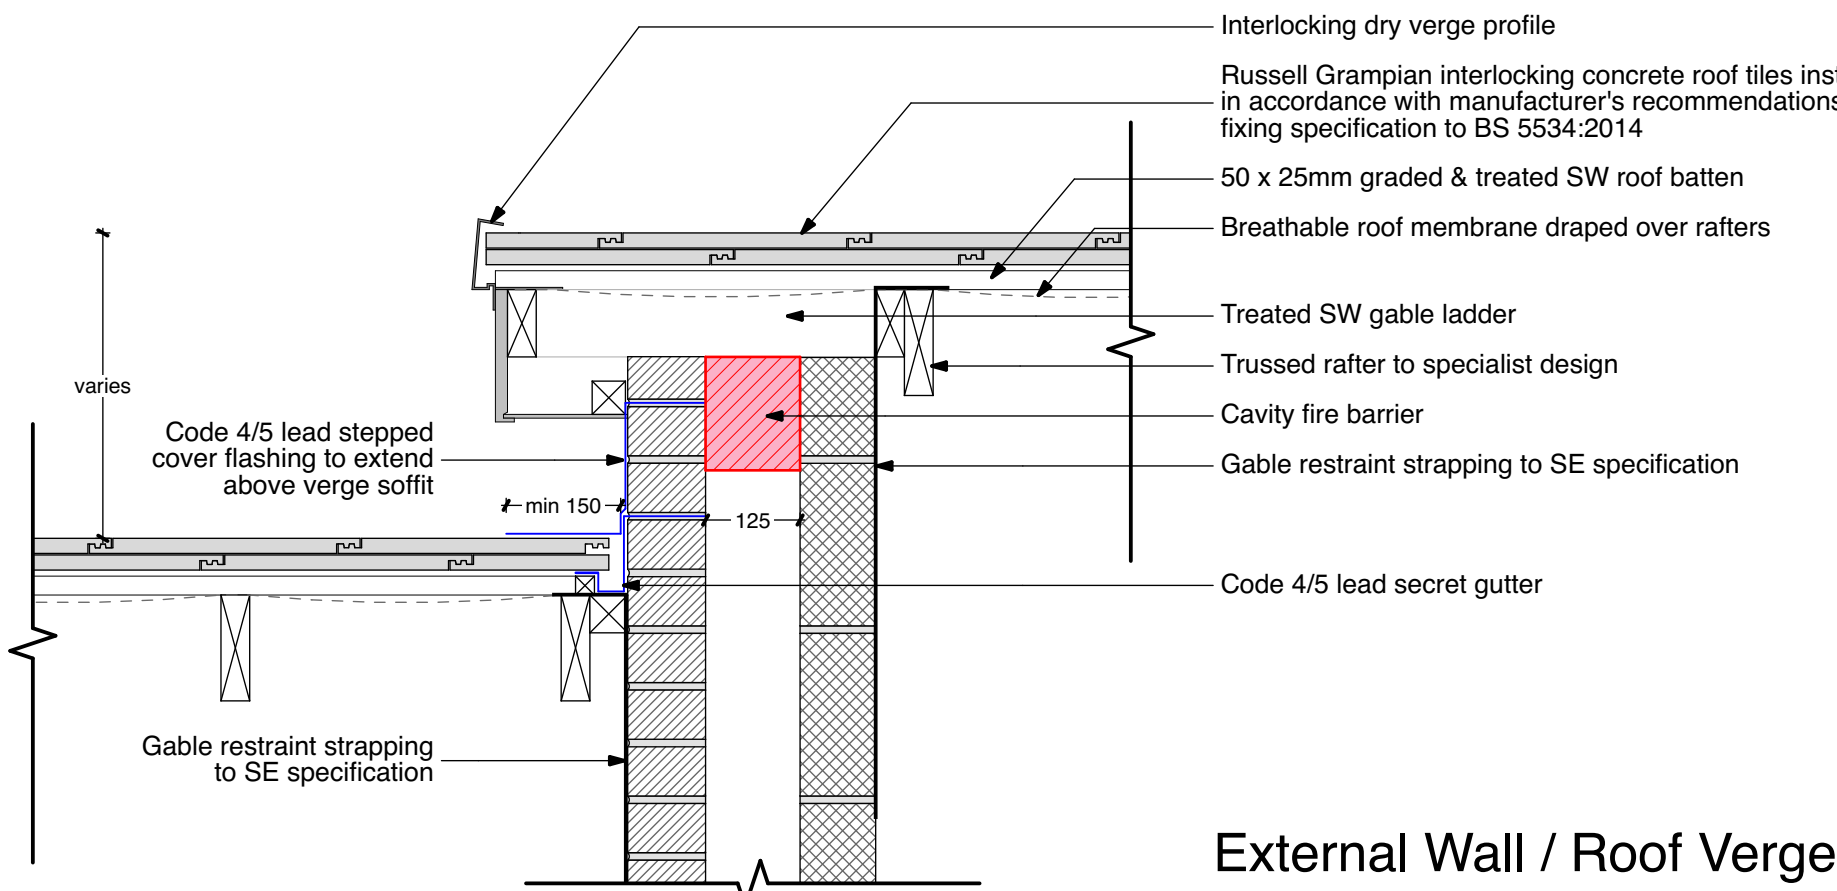 Interlocking dry verge profile
Russell Grampian interlocking concrete roof tiles
in accordance with manufacturer's recommendations
fixing specification to BS 5534:2014
50 x 25mm graded & treated SW roof batten
Breathable roof membrane draped over rafters
Treated SW gable ladder
Trussed rafter to specialist design
Cavity fire barrier
Gable restraint strapping to SE specification
Code 4/5 lead secret gutter
varies
Code 4/5 lead stepped
cover flashing to extend
above verge soffit
min 150
125
Gable restraint strapping
to SE specification
External Wall / Roof Verge